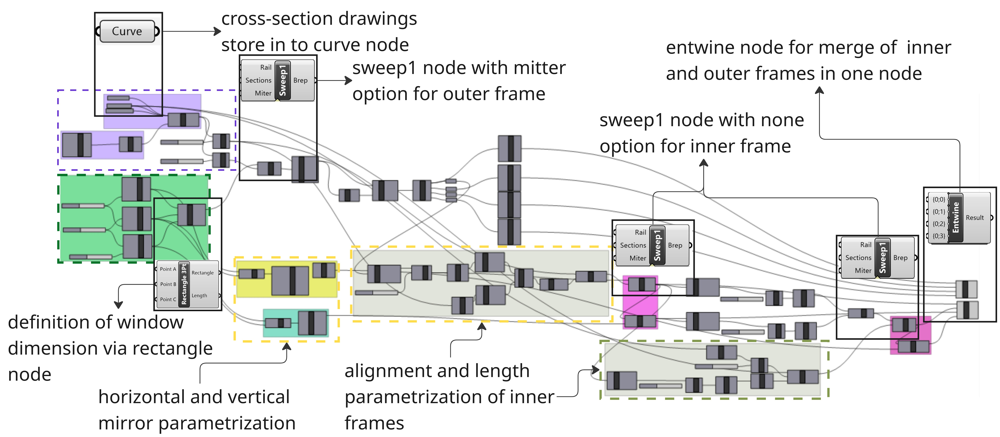 Curve
cross-section drawings
store in to curve node
Rail
Sections
Miter
Sweep1
Brep
sweep1 node with mitter
option for outer frame
entwine node for merge of  inner
and outer frames in one node
sweep1 node with none
option for inner frame
{0;0}
{0;1}
{0;2}
{0;3}
Entwine
Result
Rail
Sections
Miter
Sweep1
Brep
Rail
Sections
Miter
Sweep1
Brep
Point A
Point B
Point C
Rectangle 3Pt
Rectangle
Length
definition of window
dimension via rectangle
node
horizontal and vertical
mirror parametrization
alignment and length
parametrization of inner
frames